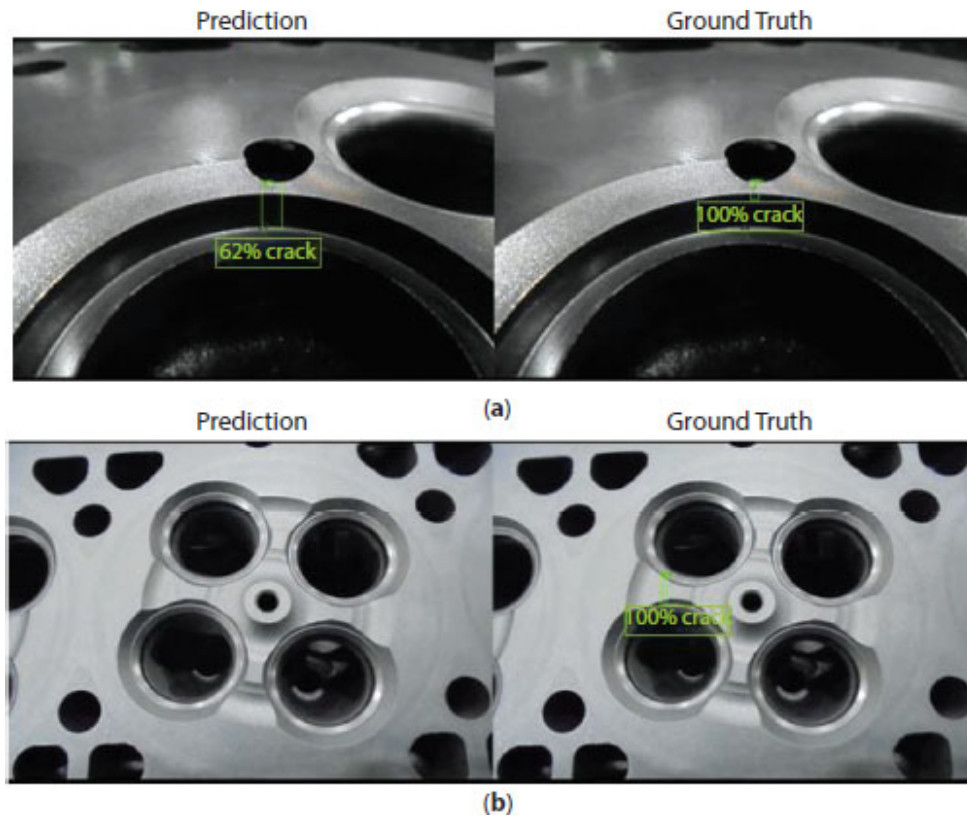 Prediction
Ground Truth
62% crack
100% crack
(a)
Prediction
Ground Truth
100% crack
(b)